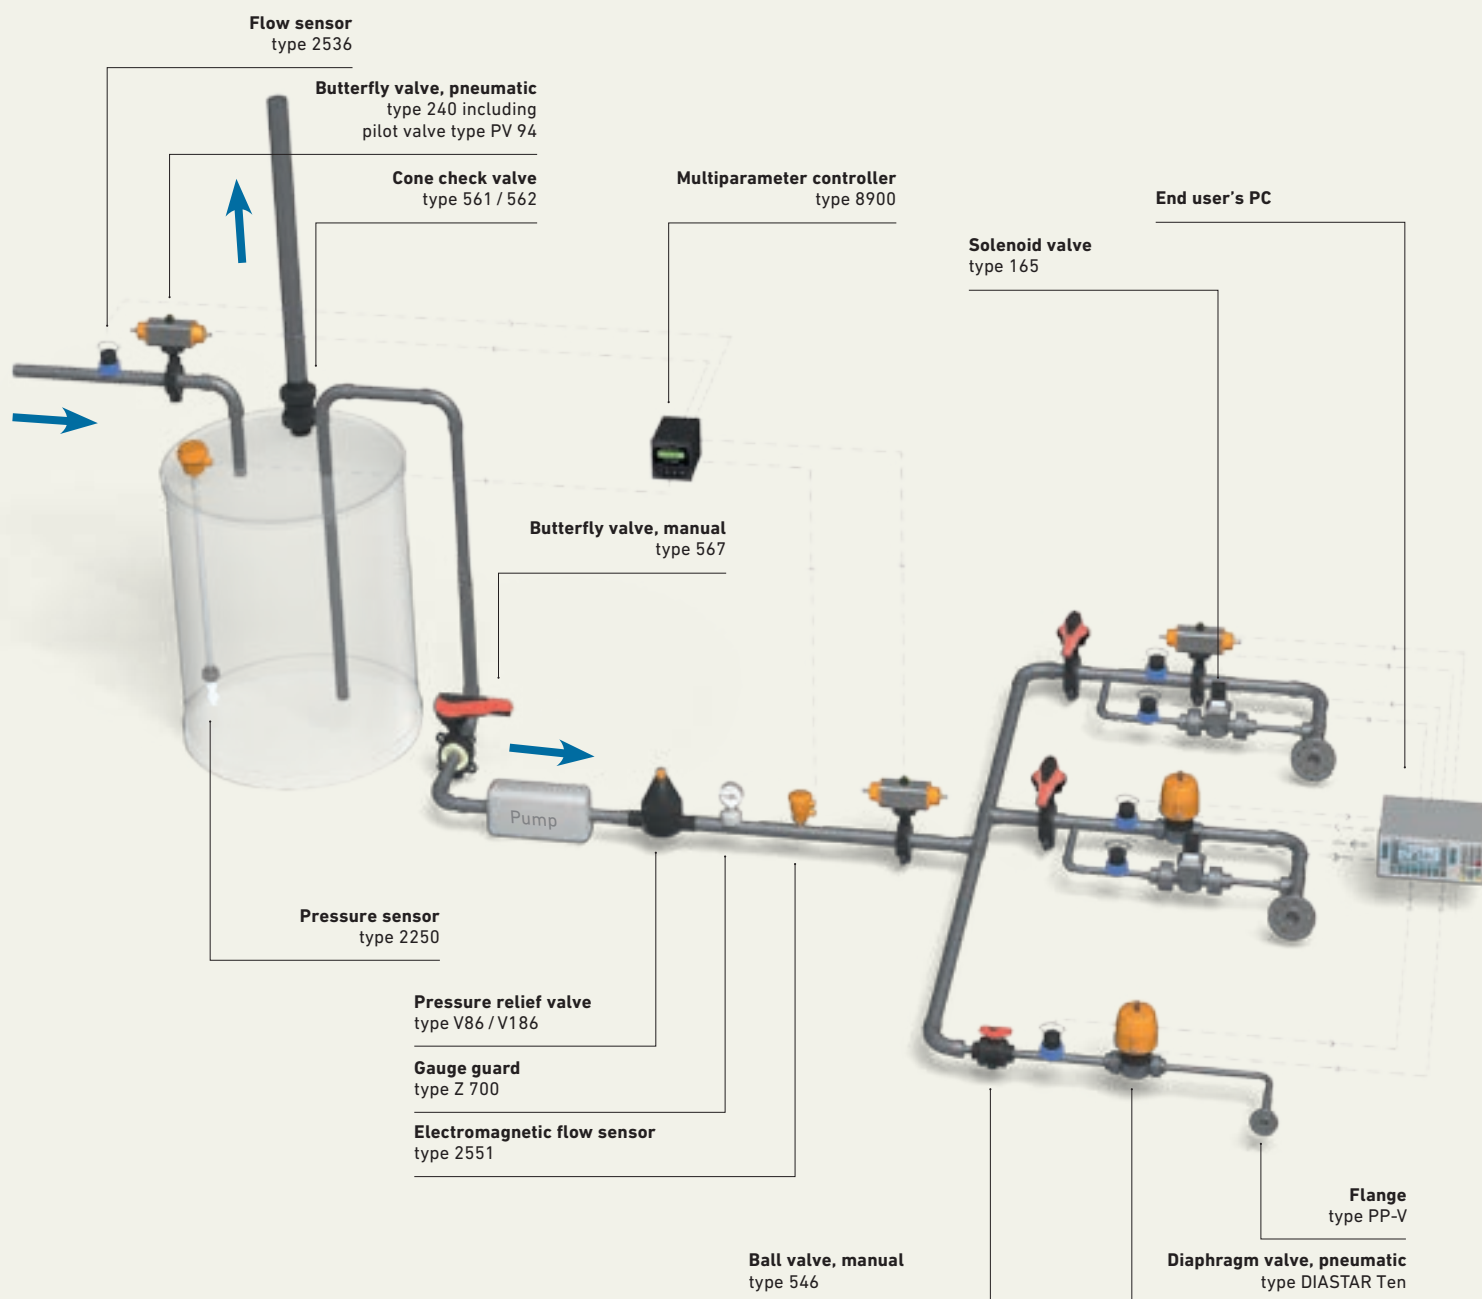 Flow sensor
type 2536
Butterfly valve, pneumatic
type 240 including
pilot valve type PV 94
Cone check valve
type 561 / 562
Multiparameter controller
type 8900
End user's PC
Solenoid valve
type 165
Butterfly valve, manual
type 567
Pump
Pressure sensor
type 2250
Pressure relief valve
type V86 / V186
Gauge guard
type Z 700
Electromagnetic flow sensor
type 2551
Flange
type PP-V
Ball valve, manual
type 546
Diaphragm valve, pneumatic
type DIASTAR Ten